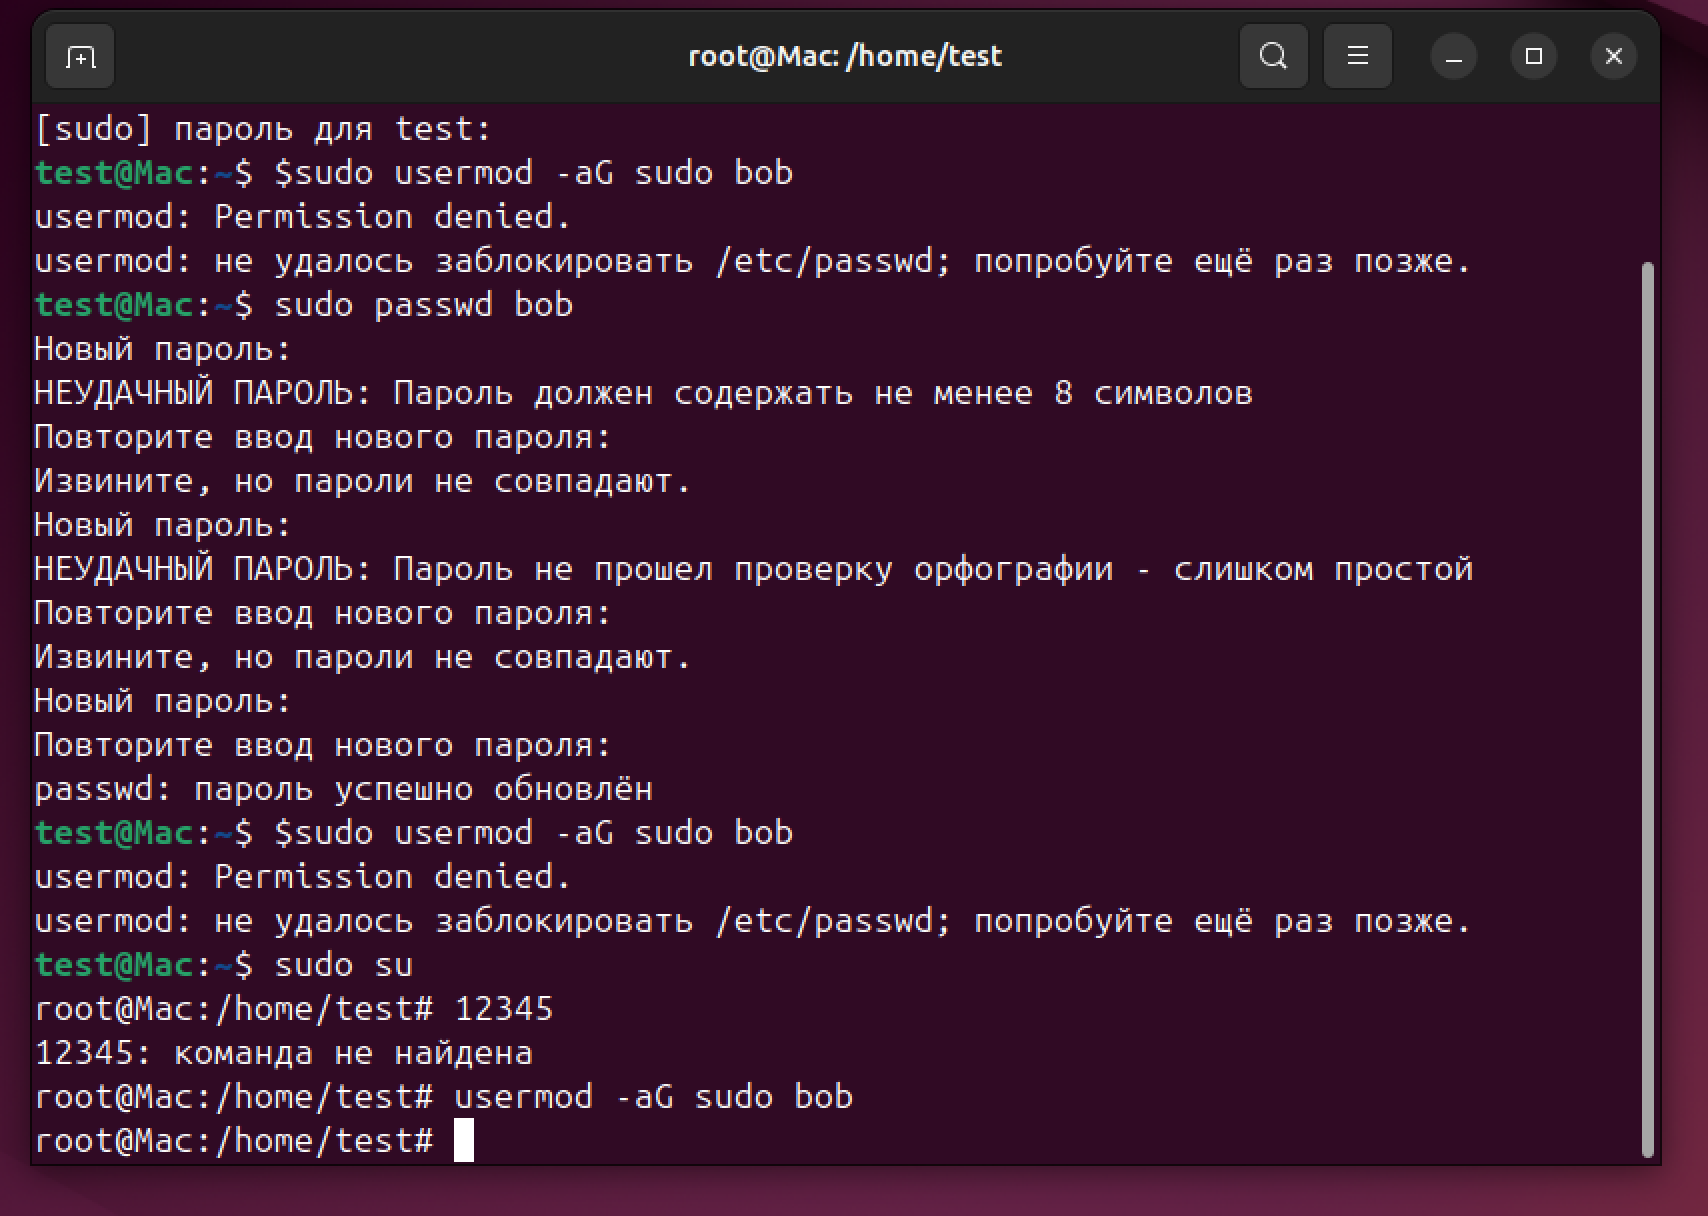 root@Mac: /home/test
[sudo] пароль для test:
test@Mac:~$ $sudo usermod -aG sudo bob
usermod: Permission denied.
usermod: не удалось заблокировать /etc/passwd; попробуйте ещё раз позже.
test@Mac:~$ sudo passwd bob
Новый пароль:
НЕУДАЧНЫЙ ПАРОЛЬ: Пароль должен содержать не менее 8 символов
Повторите ввод нового пароля:
Извините, но пароли не совпадают.
Новый пароль:
НЕУДАЧНЫЙ ПАРОЛЬ: Пароль не прошел проверку орфографии - слишком простой
Повторите ввод нового пароля:
Извините, но пароли не совпадают.
Новый пароль:
Повторите ввод нового пароля:
passwd: пароль успешно обновлён
test@Mac:~$ $sudo usermod -aG sudo bob
usermod: Permission denied.
usermod: не удалось заблокировать /etc/passwd; попробуйте ещё раз позже.
test@Mac:~$ sudo su
root@Mac:/home/test# 12345
12345: команда не найдена
root@Mac:/home/test# usermod -aG sudo bob
root@Mac:/home/test#